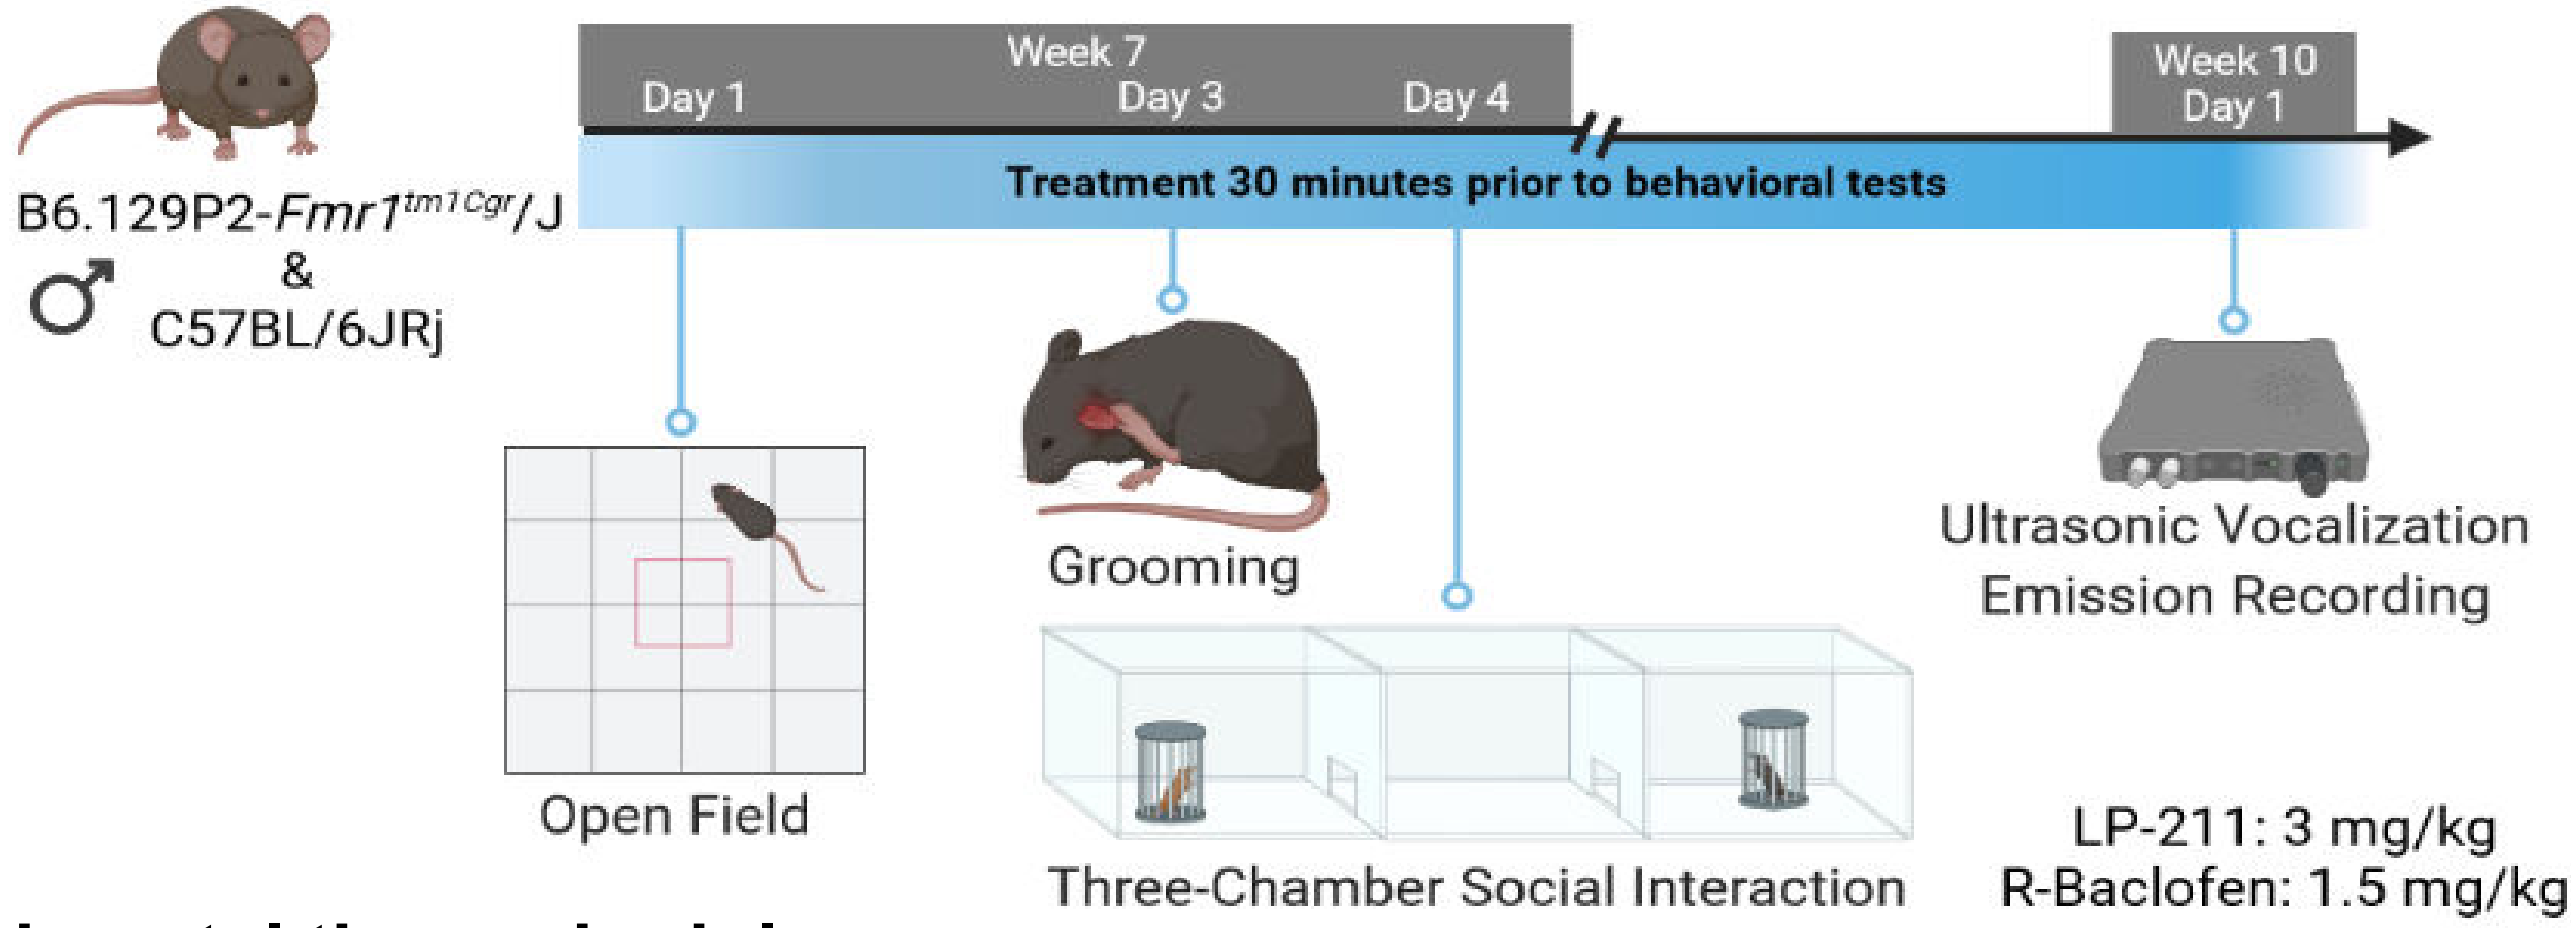 Week 7
Day 1 Day 3 Day 4
Week 10
Day 1
Treatment 30 minutes prior to behavioral tests
B6.129P2-Fmr1tm1Cgr/J
&
C57BL/6JRj
Grooming
Ultrasonic Vocalization
Emission Recording
Open Field
Three-Chamber Social Interaction
LP-211: 3 mg/kg
R-Baclofen: 1.5 mg/kg